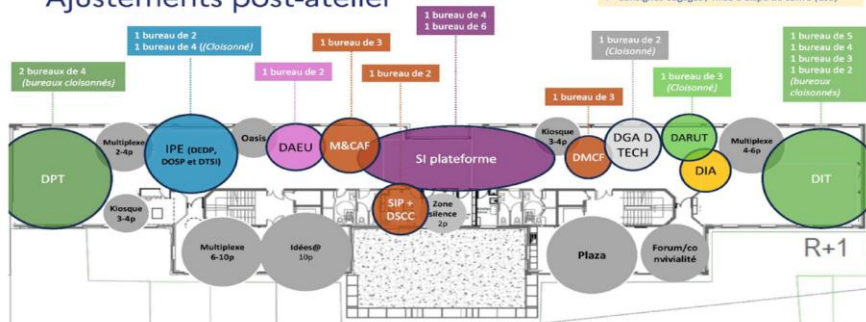 Ajustements post-atelier
1 bureau de 2
1 bureau de 4 ((Cloisonné)
1 bureau de 3
1 bureau de 4
1 bureau de 6
1 bureau de 2
(Cloisonné)
1 bureau de 5
1 bureau de 4
1 bureau de 3
1 bureau de 2
(bureaux
cloisonnés)
2 bureaux de 4
(bureaux cloisonnés)
1 bureau de 2
1 bureau de 2
1 bureau de 3
1 bureau de 3
(Cloisonné)
Multiplexe
2-4p
IPE (DEDP,
DOSP et DTSI)
Oasis
DAEU
M&CAF
SI plateforme
Kiosque
3-4p
DMCF
DGA D
TECH
DARUT
Multiplexe
4-6p
DPT
DIA
DIT
Kiosque
3-4p
SIP +
DSCC
Zone
silence
2p
Multiplexe
6-10p
Idées@
10p
Plaza
Forum/co
nvivialité
R+1